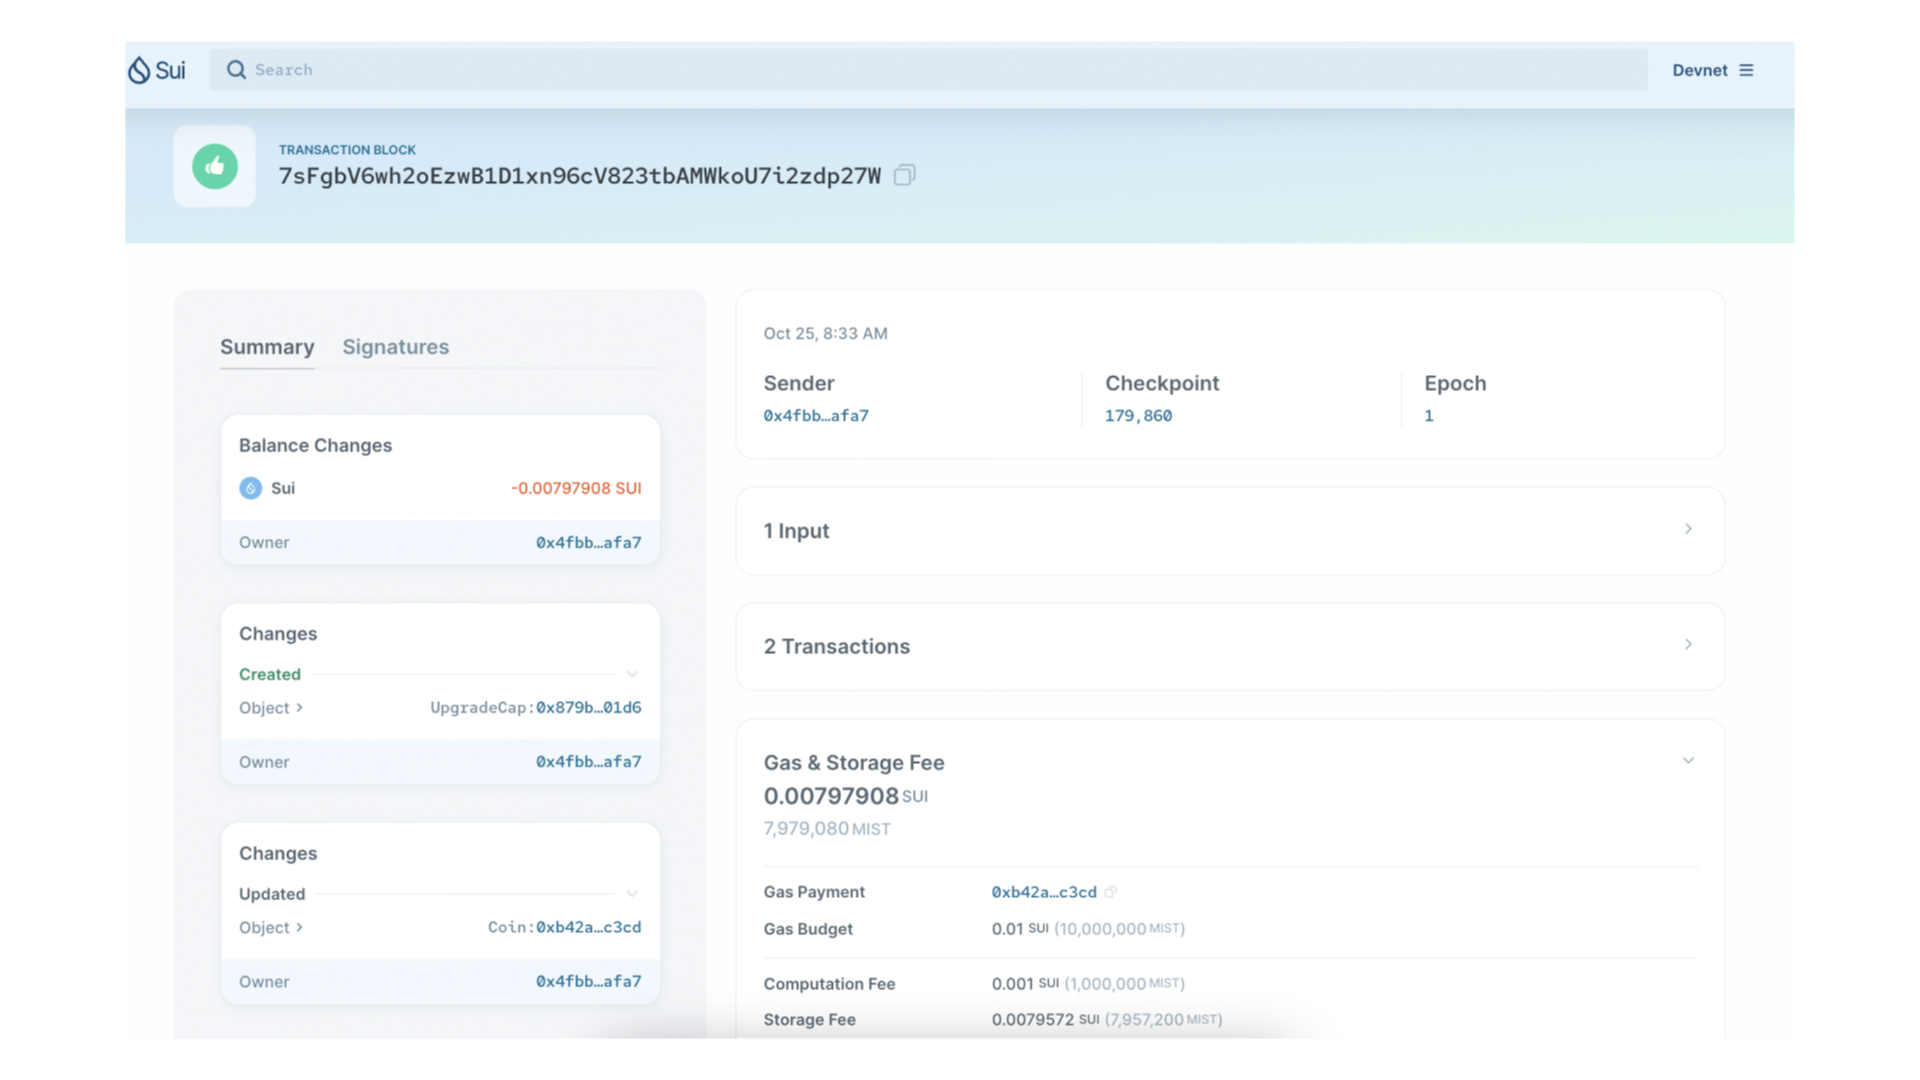 Sui
Search
Devnet
TRANSACTION BLOCK
7sFgbV6wh2oEzwB1D1xn96cV823tbAMWkoU7i2zdp27W
Summary
Signatures
Balance Changes
Sui
-0.00797908 SUI
Owner
0x4fbb…afa7
Changes
Created
Object
UpgradeCap:0x879b…01d6
Owner
0x4fbb…afa7
Changes
Updated
Object
Coin:0xb42a…c3cd
Owner
0x4fbb…afa7
Oct 25, 8:33 AM
Sender
0x4fbb…afa7
Checkpoint
179,860
Epoch
1
1 Input
2 Transactions
Gas & Storage Fee
0.00797908 SUI
7,979,080 MIST
Gas Payment
0xb42a…c3cd
Gas Budget
0.01 SUI (10,000,000 MIST)
Computation Fee
0.001 SUI (1,000,000 MIST)
Storage Fee
0.0079572 SUI (7,957,200 MIST)